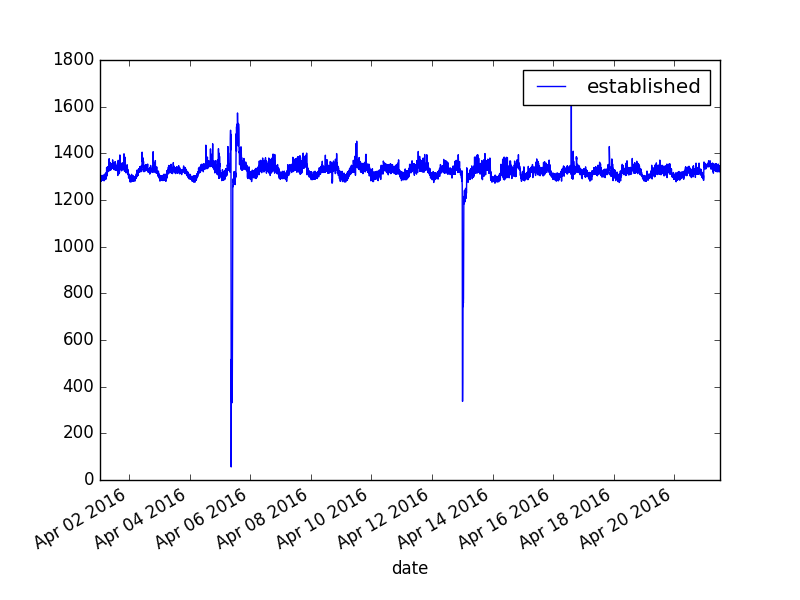 1800
1600
1400
1200
1000
800
600
400
200
0
established
Apr 02 2016
Apr 04 2016
Apr 06 2016
Apr 08 2016
Apr 10 2016
Apr 12 2016
Apr 14 2016
Apr 16 2016
Apr 18 2016
Apr 20 2016
date